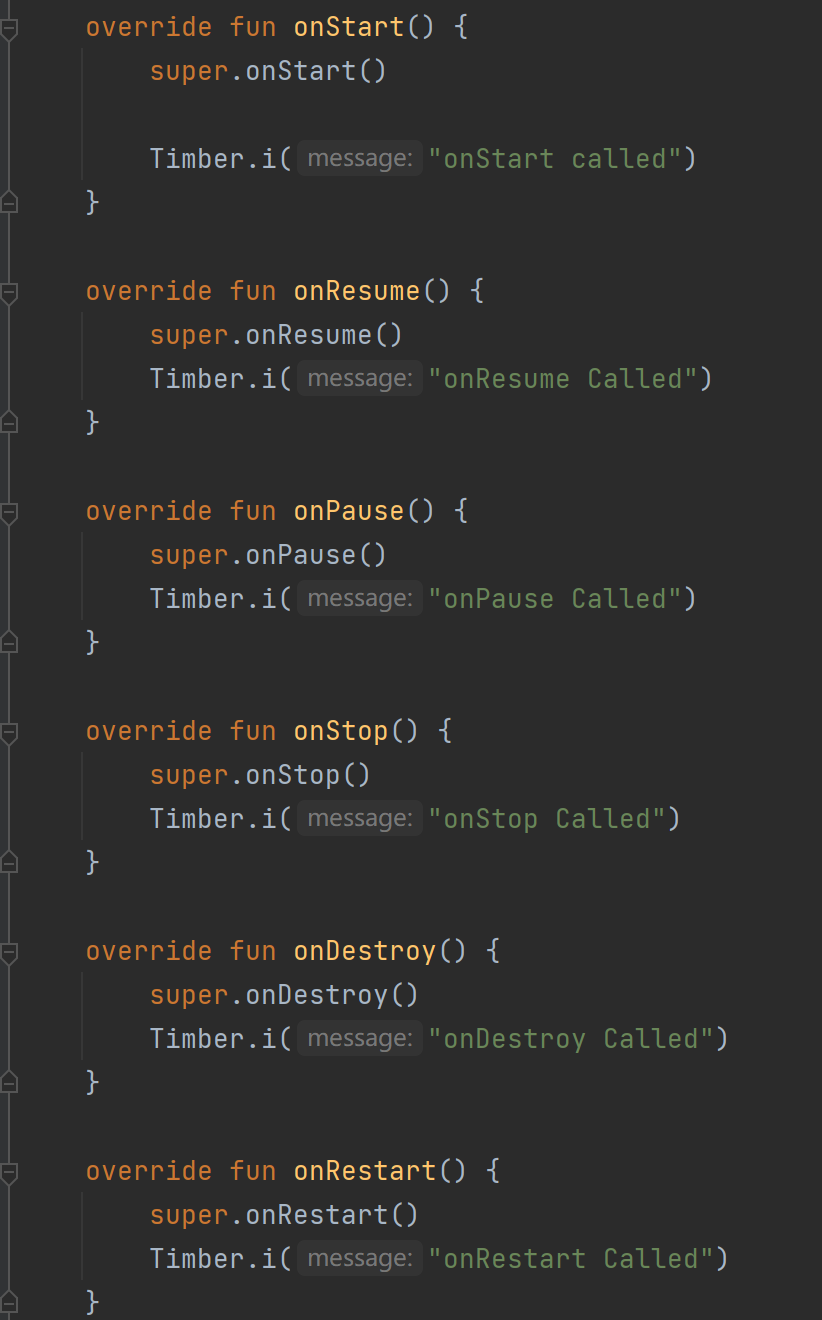 override fun onStart() {
super.onStart()
Timber.i( message: "onStart called")
}
override fun onResume() {
super.onResume()
Timber.i( message: "onResume Called")
}
override fun onPause() {
super.onPause()
Timber.i( message: "onPause Called")
}
override fun onStop() {
super.onStop()
Timber.i( message: "onStop Called")
}
override fun onDestroy() {
super.onDestroy()
Timber.i( message: "onDestroy Called")
}
override fun onRestart() {
super.onRestart()
Timber.i( message: "onRestart Called")
}